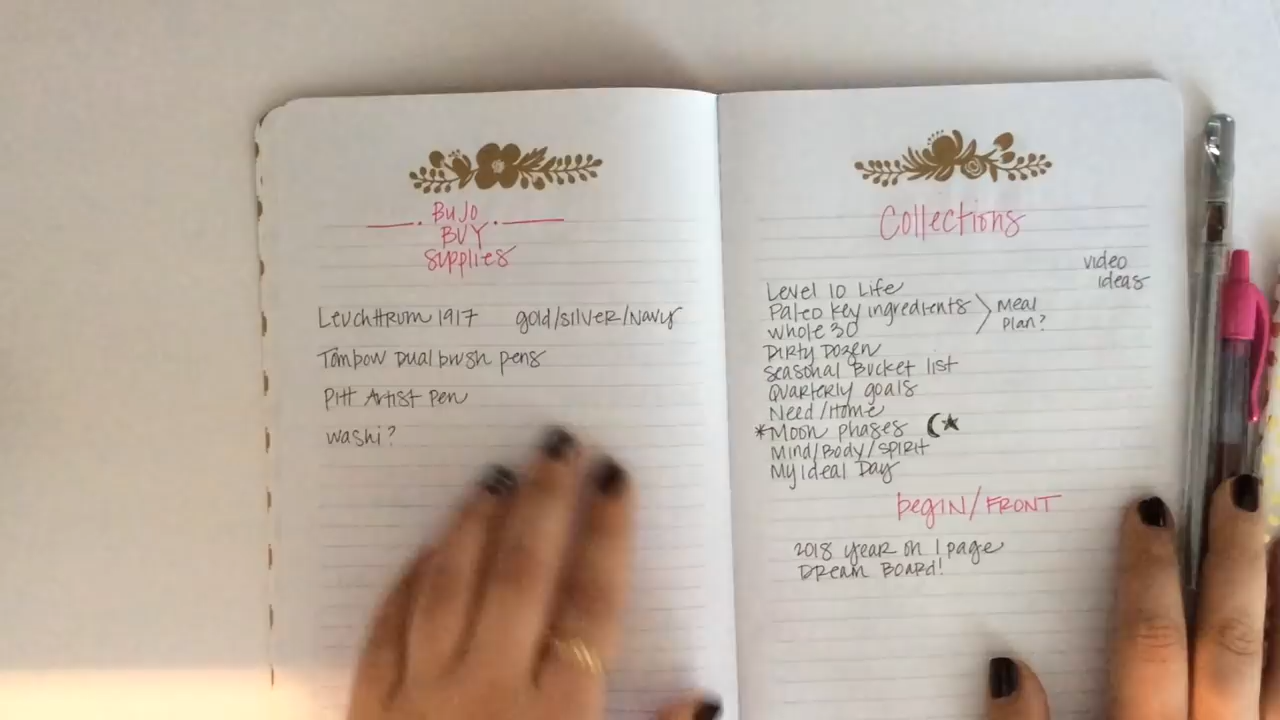 BuJo
BUY
supplies
Leuchttrum 1917 gold/silver/Navy
Tombow Dual brush pens
Pitt Artist Pen
washi?
Collections
video
ideas
Level 10 Life
Paleo key ingredients
Meal
Plan?
whole 30
Dirty Dozen
seasonal Bucket list
Quarterly goals
Need/Home
*Moon phases
Mind/Body/spirit
My ideal Day
begin/FRONT
2018 year on 1 page
Dream Board!